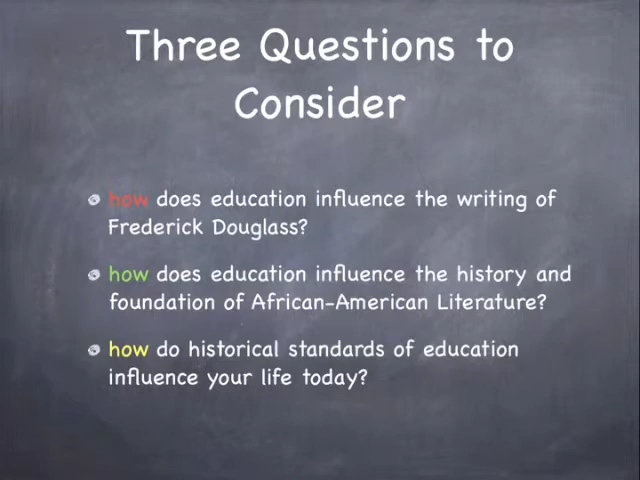 Three Questions to
Consider
how does education influence the writing of
Frederick Douglass?
how does education influence the history and
foundation of African-American Literature?
how do historical standards of education
influence your life today?